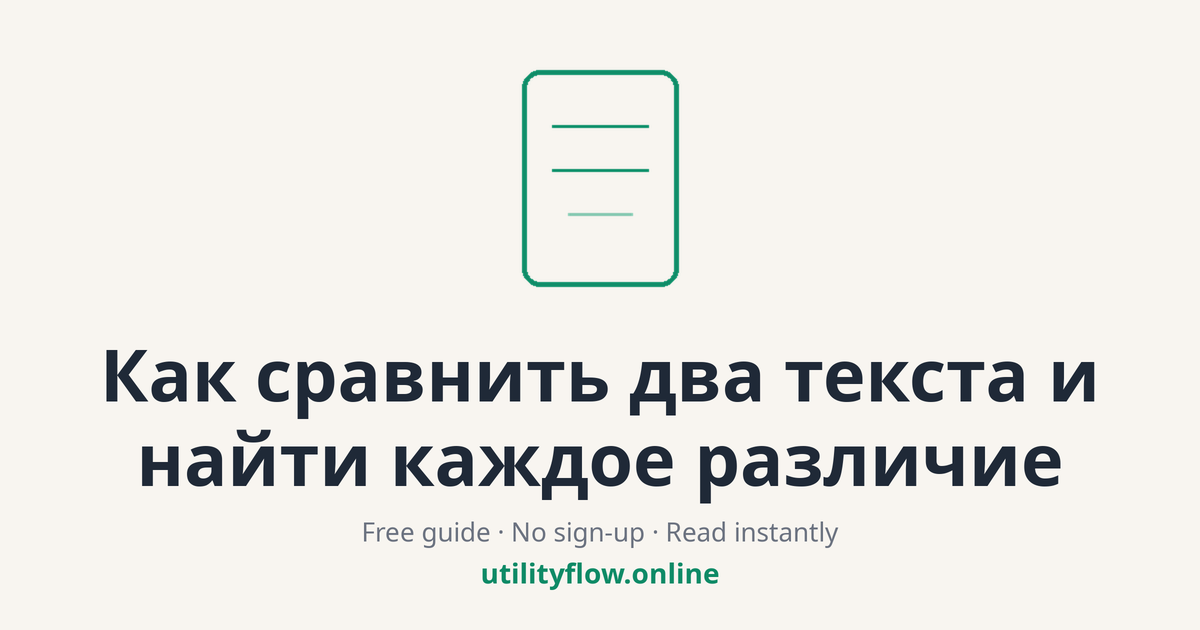 Как сравнить два текста и
найти каждое различие
Free guide · No sign-up · Read instantly
utilityflow.online